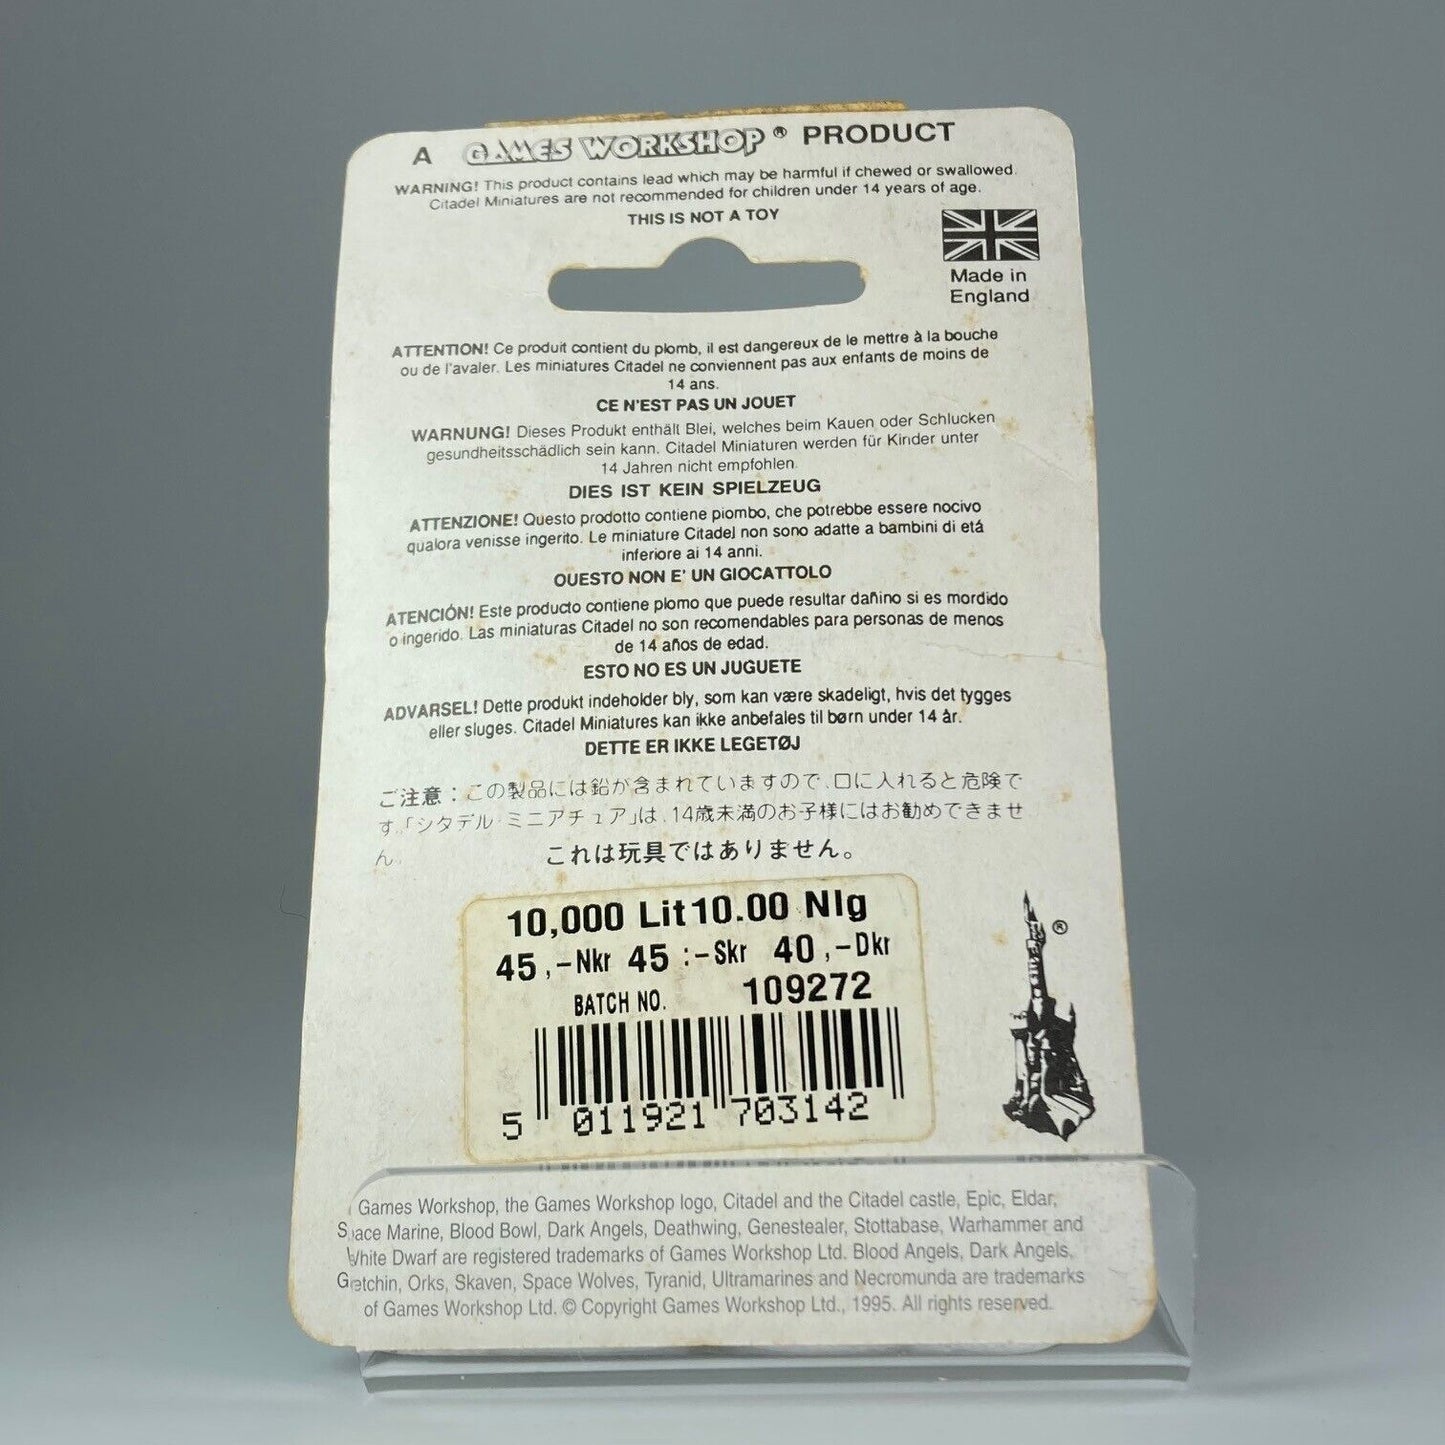 A GAMES WORKSHOP® PRODUCT
WARNING! This product contains lead which may be harmful if chewed or swallowed.
Citadel Miniatures are not recommended for children under 14 years of age.
THIS IS NOT A TOY
Made in
England
ATTENTION! Ce produit contient du plomb, il est dangereux de le mettre à la bouche
ou de l'avaler. Les miniatures Citadel ne conviennent pas aux enfants de moins de
14 ans.
CE N'EST PAS UN JOUET
WARNUNG! Dieses Produkt enthält Blei, welches beim Kauen oder Schlucken
gesundheitsschädlich sein kann. Citadel Miniaturen werden für Kinder unter
14 Jahren nicht empfohlen.
DIES IST KEIN SPIELZEUG
ATTENZIONE! Questo prodotto contiene piombo, che potrebbe essere nocivo
qualora venisse ingerito. Le miniature Citadel non sono adatte a bambini di etá
inferiore ai 14 anni.
QUESTO NON E' UN GIOCATTOLO
ATENCIÓN! Este producto contiene plomo que puede resultar dañino si es mordido
o ingerido. Las miniaturas Citadel no son recomendables para personas de menos
de 14 años de edad.
ESTO NO ES UN JUGUETE
ADVARSEL! Dette produkt indeholder bly, som kan være skadeligt, hvis det tygges
eller sluges. Citadel Miniatures kan ikke anbefales til børn under 14 år.
DETTE ER IKKE LEGETØJ
ご注意：この製品には鉛が含まれていますので、口に入れると危険で
す。「シタデル・ミニアチュア」は、14歳未満のお子様にはお勧めできませ
ん。
これは玩具ではありません。
10,000 Lit10.00 Nlg
45,-Nkr 45:-Skr 40,-Dkr
BATCH NO. 109272
5 011921 703142
®
Games Workshop, the Games Workshop logo, Citadel and the Citadel castle, Epic, Eldar,
Space Marine, Blood Bowl, Dark Angels, Deathwing, Genestealer, Stottabase, Warhammer and
White Dwarf are registered trademarks of Games Workshop Ltd. Blood Angels, Dark Angels,
Gretchin, Orks, Skaven, Space Wolves, Tyranid, Ultramarines and Necromunda are trademarks
of Games Workshop Ltd. © Copyright Games Workshop Ltd., 1995. All rights reserved.